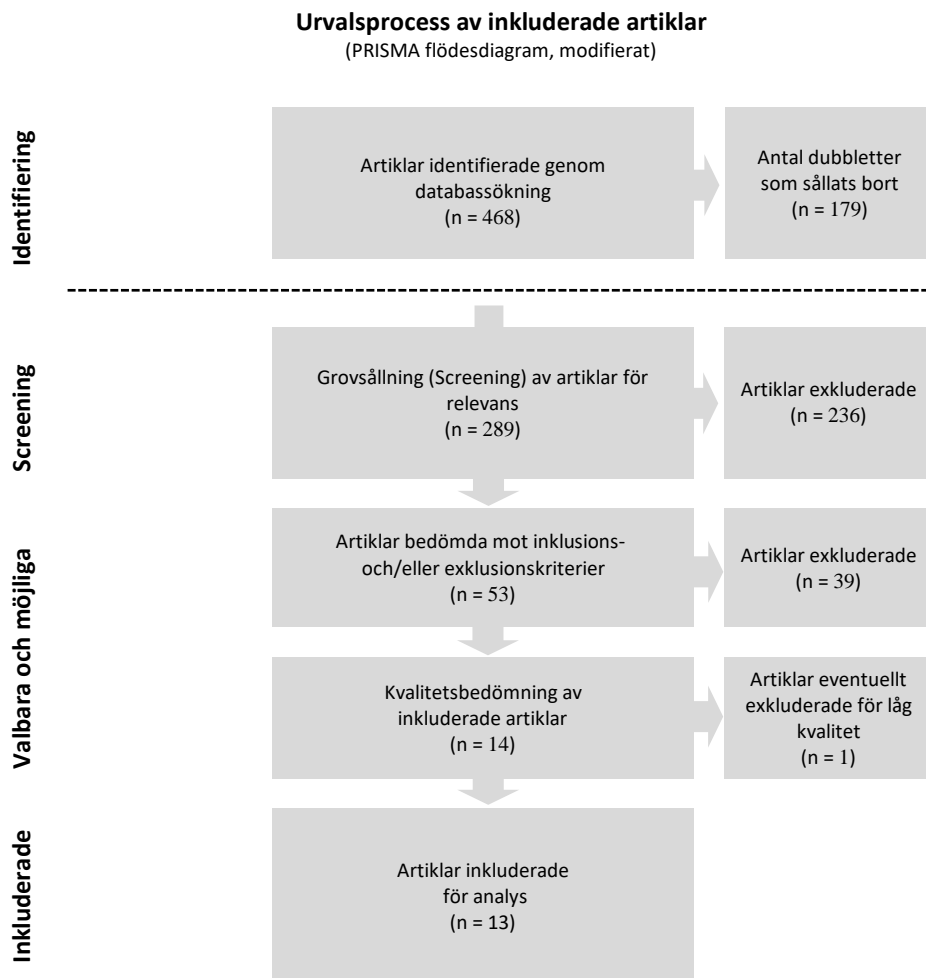 Urvalsprocess av inkluderade artiklar
(PRISMA flödesdiagram, modifierat)
Identifiering
Artiklar identifierade genom
databassökning
(n = 468)
Antal dubbletter
som sållats bort
(n = 179)
Screening
Grovsållning (Screening) av artiklar för
relevans
(n = 289)
Artiklar exkluderade
(n = 236)
Valbara och möjliga
Artiklar bedömda mot inklusions-
och/eller exklusionskriterier
(n = 53)
Artiklar exkluderade
(n = 39)
Kvalitetsbedömning av
inkluderade artiklar
(n = 14)
Artiklar eventuellt
exkluderade för låg
kvalitet
(n = 1)
Inkluderade
Artiklar inkluderade
för analys
(n = 13)